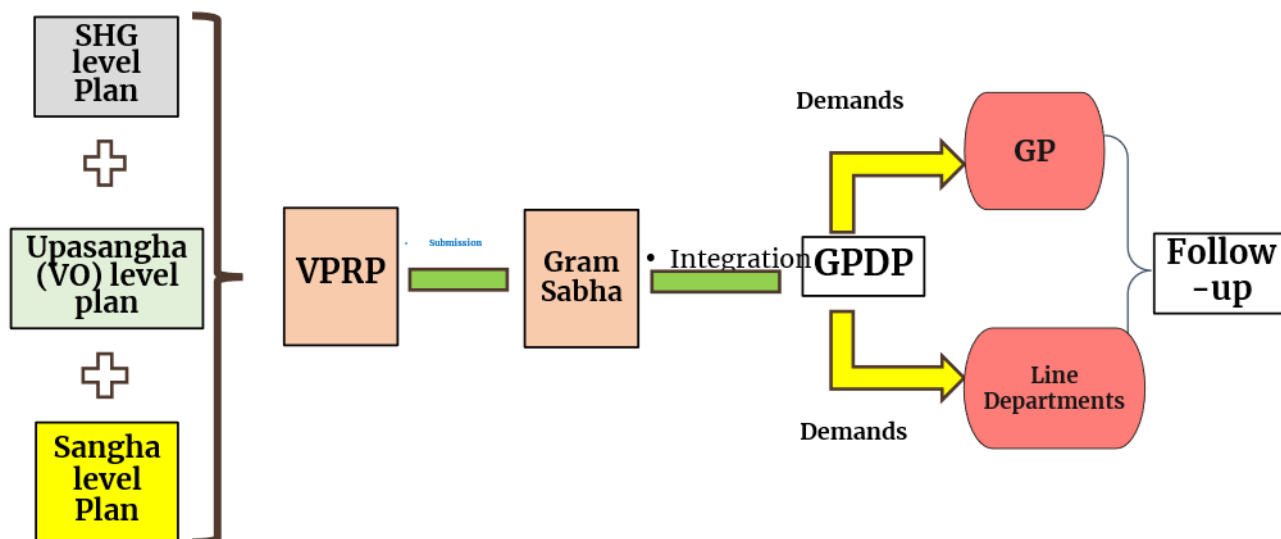 SHG
level
Plan
Upasangha
(VO) level
plan
Sangha
level
Plan
VPRP
• Submission
Gram
Sabha
• Integration
GPDP
Demands
GP
Demands
Line
Departments
Follow
-up